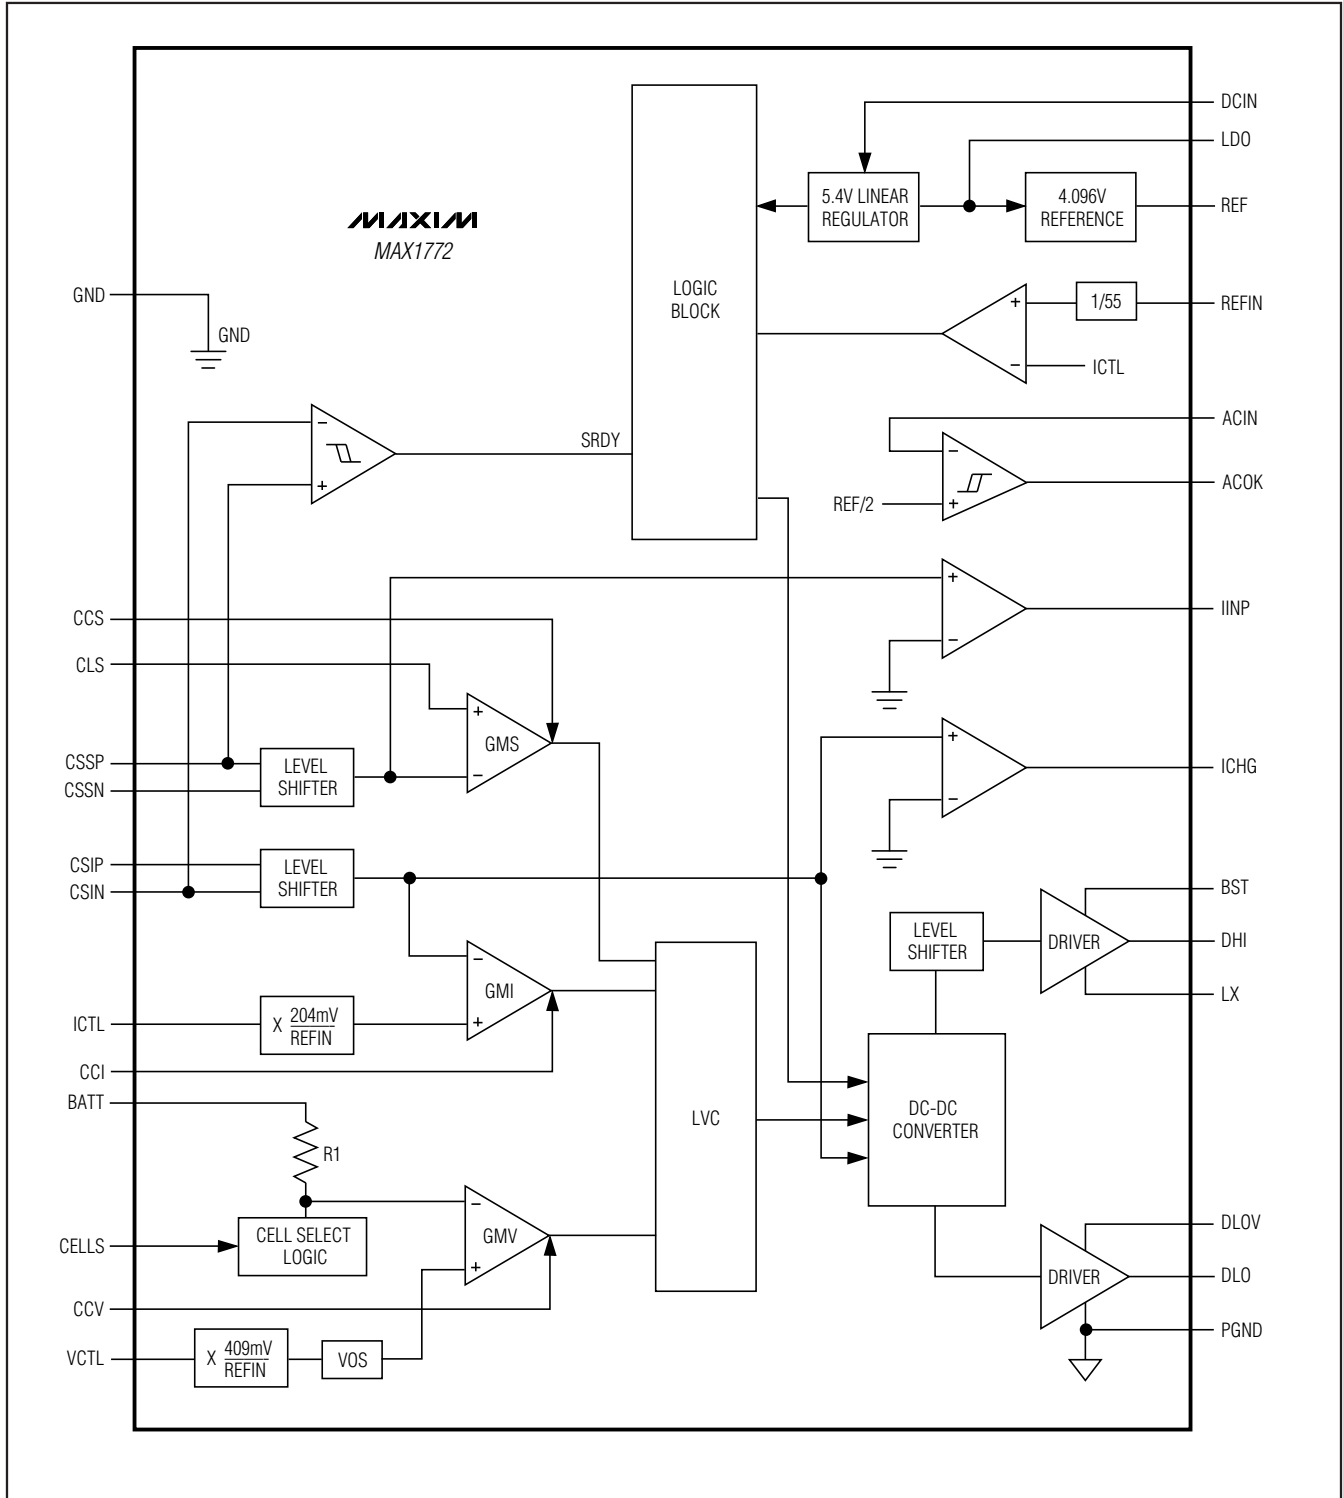 DCIN
LDO
5.4V LINEAR
REGULATOR
4.096V
REFERENCE
REF
MAXIM
MAX1772
LOGIC
BLOCK
GND
GND
+
1/55
REFIN
−
ICTL
−
+
SRDY
ACIN
−
REF/2
+
ACOK
CCS
+
−
IINP
CLS
+
GMS
−
CSSP
CSSN
LEVEL
SHIFTER
+
−
ICHG
CSIP
CSIN
LEVEL
SHIFTER
BST
LEVEL
SHIFTER
DRIVER
DHI
LX
−
GMI
+
ICTL
X 204mV
REFIN
CCI
BATT
R1
LVC
DC-DC
CONVERTER
CELLS
CELL SELECT
LOGIC
−
GMV
+
CCV
VCTL
X 409mV
REFIN
VOS
DLOV
DRIVER
DLO
PGND